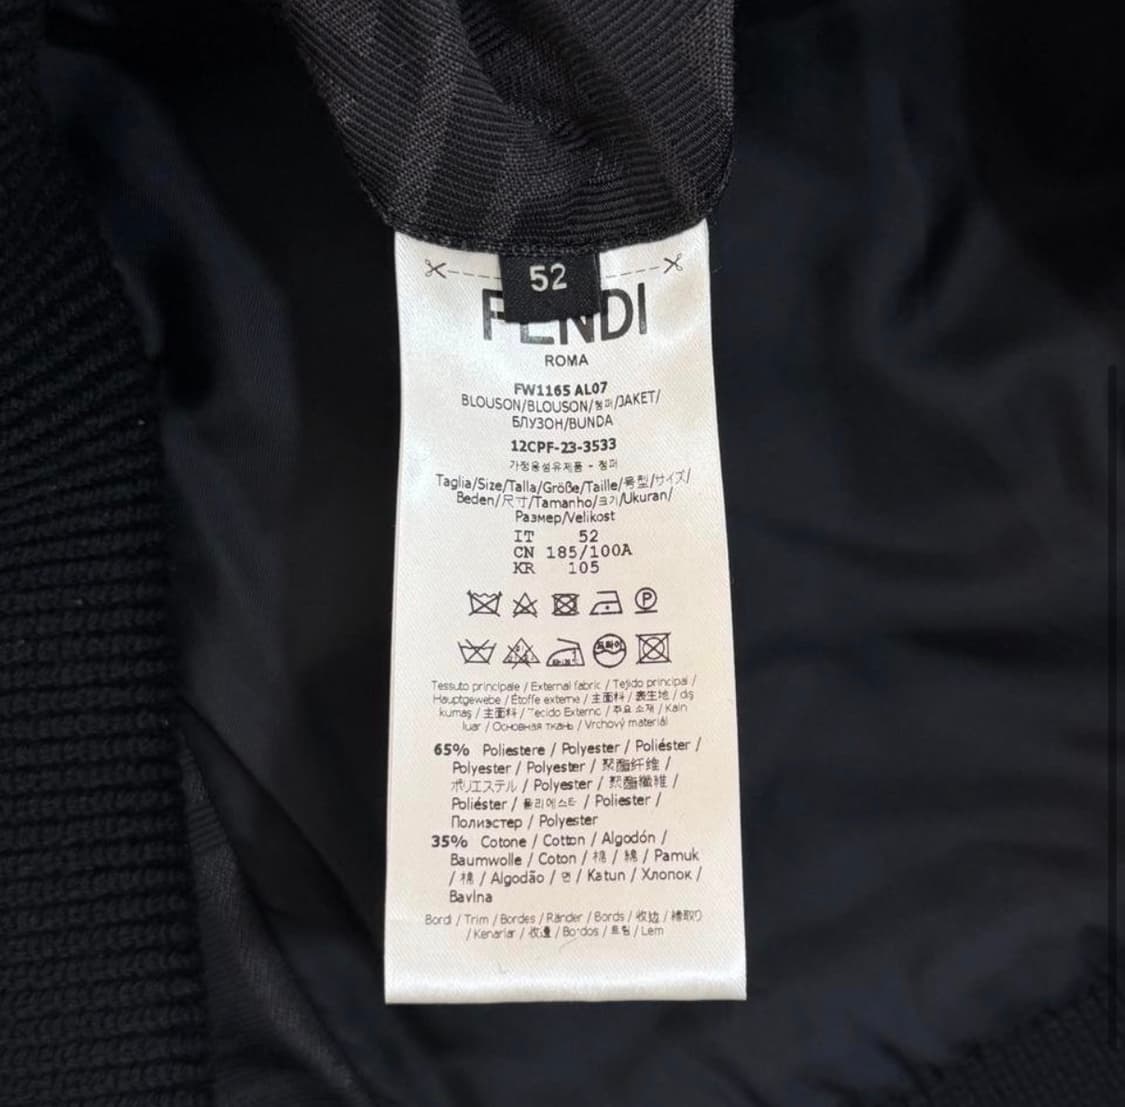 52
FENDI
ROMA
FW1165 AL07
BLOUSON/BLOUSON/점퍼/JAKET/
БЛУЗОН/BUNDA
12CPF-23-3533
가정용섬유제품 - 점퍼
Taglia/Size/Talla/Größe/Taille/号型/サイズ/
Beden/尺寸/Tamanho/크기/Ukuran/
Размер/Velikost
IT 52
CN 185/100A
KR 105
P
드라이
Tessuto principale / External fabric / Tejido principal /
Hauptgewebe / Étoffe externe / 主面料 / 表生地 / dış
kumaş / 主面料 / Tecido Externo / 주요 소재 / Kain
luar / Основная ткань / Vrchový materiál
65% Poliestere / Polyester / Poliéster /
Polyester / Polyester / 聚酯纤维 /
ポリエステル / Polyester / 聚酯纖維 /
Poliéster / 폴리에스터 / Poliester /
Полиэстер / Polyester
35% Cotone / Cotton / Algodón /
Baumwolle / Coton / 棉 / 綿 / Pamuk
/ 棉 / Algodão / 면 / Katun / Хлопок /
Bavlna
Bordi / Trim / Bordes / Ränder / Bords / 收边 / 縁取り
/ Kenarlar / 收邊 / Bordos / 트림 / Lem